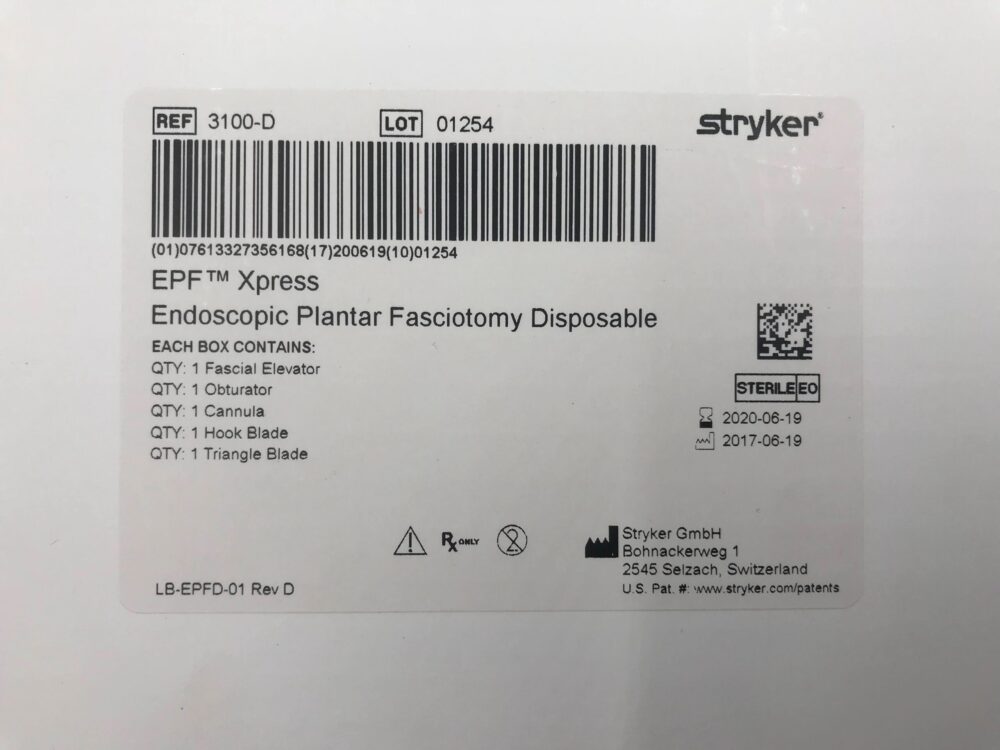 REF 3100-D LOT 01254 stryker®
(01)07613327356168(17)200619(10)01254
EPF™ Xpress
Endoscopic Plantar Fasciotomy Disposable
EACH BOX CONTAINS:
QTY: 1 Fascial Elevator
QTY: 1 Obturator
QTY: 1 Cannula
QTY: 1 Hook Blade
QTY: 1 Triangle Blade
STERILE EO
2020-06-19
2017-06-19
Rx ONLY 2
Stryker GmbH
Bohnackerweg 1
2545 Selzach, Switzerland
U.S. Pat. #: www.stryker.com/patents
LB-EPFD-01 Rev D